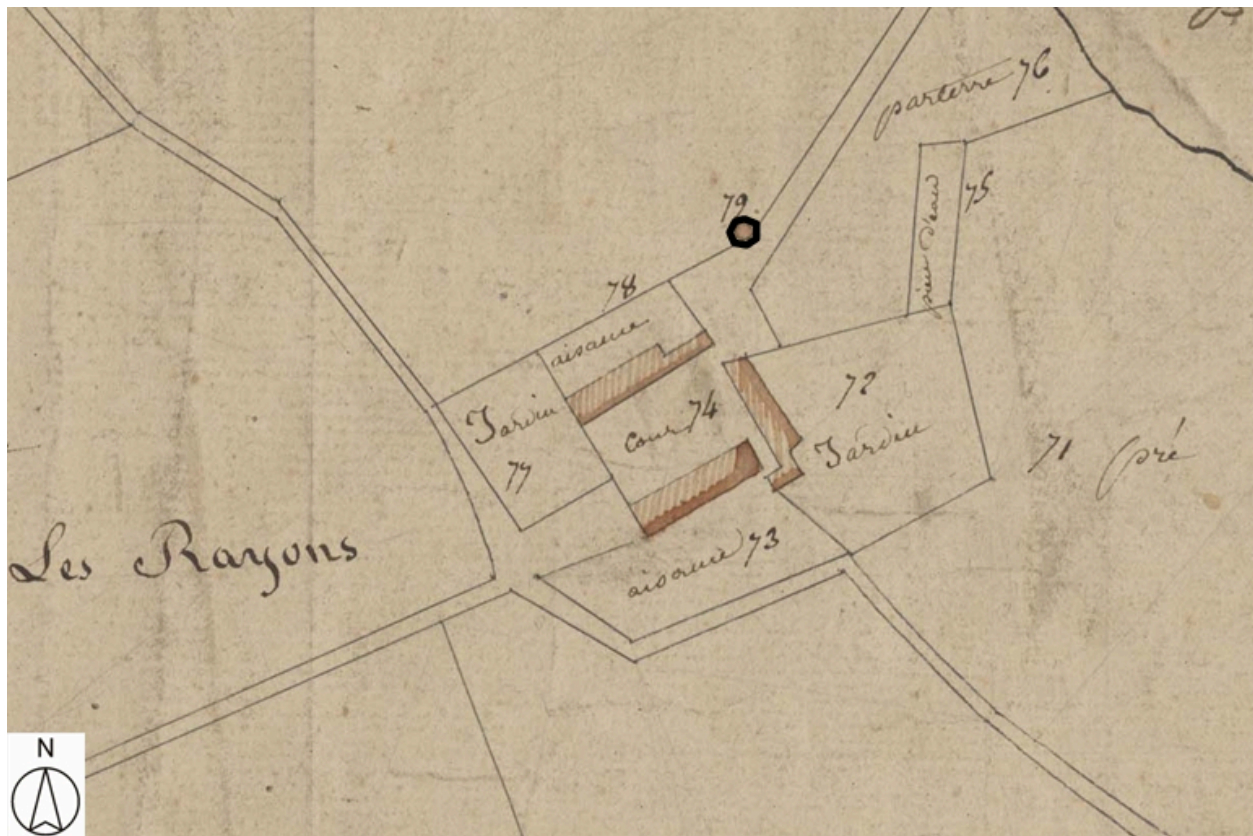 parterre 76
75
pièce d'eau
79
78
aisance
72
Jardin
Jardin
77
cour 74
71 pré
Les Rayons
aisance 73
N